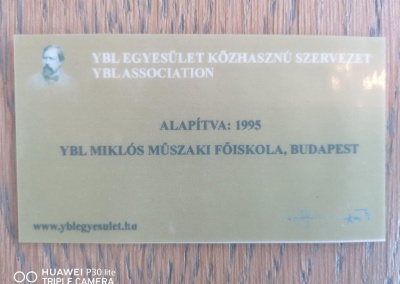 YBL EGYESÜLET KÖZHASZNÚ SZERVEZET
YBL ASSOCIATION
ALAPÍTVA: 1995
YBL MIKLÓS MŰSZAKI FŐISKOLA, BUDAPEST
www.yblegyesulet.hu
HUAWEI P30 lite
TRIPLE CAMERA